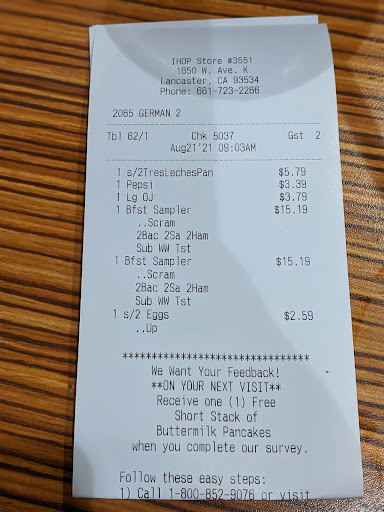 IHOP Store #3551
1650 W. Ave. K
Lancaster, CA 93534
Phone: 661-723-2266
2065 GERMAN 2
Tbl 62/1 Chk 5037 Gst 2
Aug21'21 09:03AM
1 s/2TresLechesPan $5.79
1 Pepsi $3.39
1 Lg OJ $3.79
1 Bfst Sampler $15.19
..Scram
2Bac 2Sa 2Ham
Sub WW Tst
1 Bfst Sampler $15.19
..Scram
2Bac 2Sa 2Ham
Sub WW Tst
1 s/2 Eggs $2.59
..Up
********************************
We Want Your Feedback!
**ON YOUR NEXT VISIT**
Receive one (1) Free
Short Stack of
Buttermilk Pancakes
when you complete our survey.
Follow these easy steps:
1) Call 1-800-852-9076 or visit